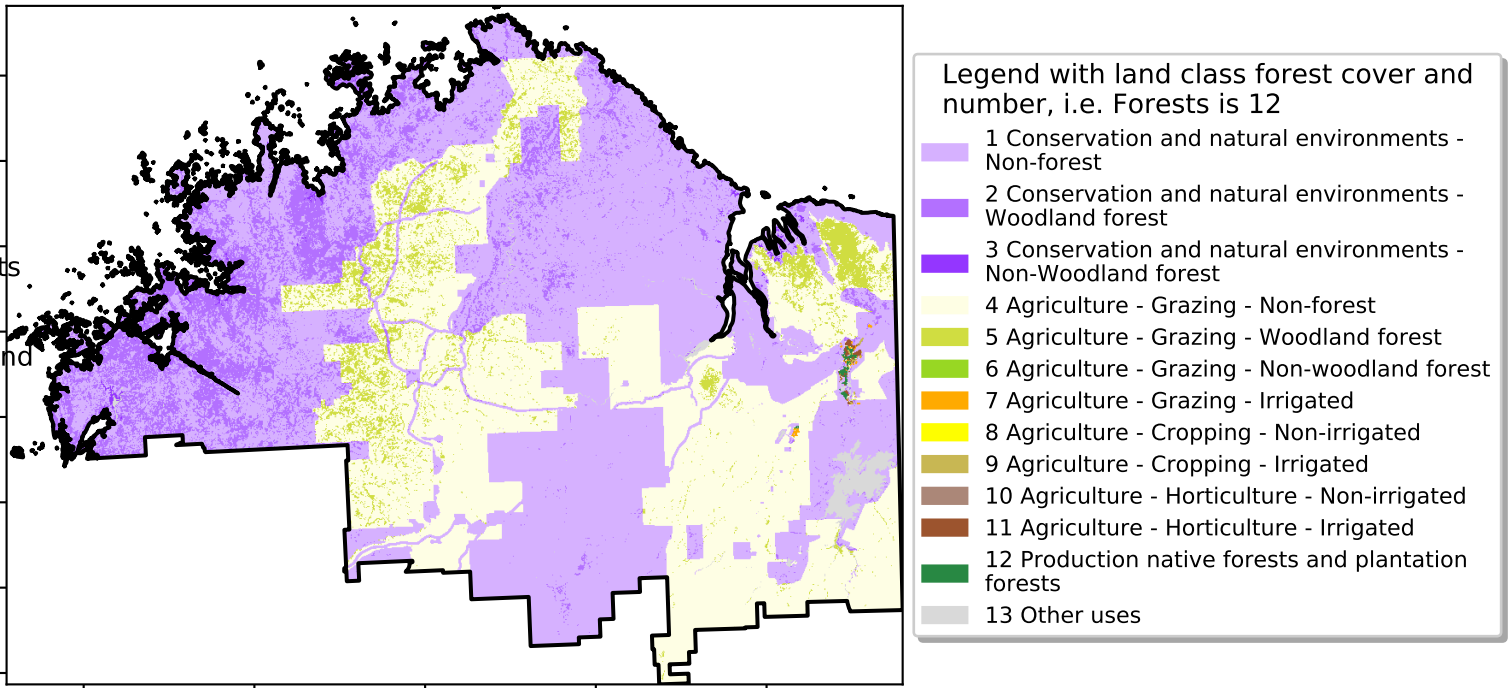 Legend with land class forest cover and
number, i.e. Forests is 12
1 Conservation and natural environments -
Non-forest
2 Conservation and natural environments -
Woodland forest
3 Conservation and natural environments -
Non-Woodland forest
4 Agriculture - Grazing - Non-forest
5 Agriculture - Grazing - Woodland forest
6 Agriculture - Grazing - Non-woodland forest
7 Agriculture - Grazing - Irrigated
8 Agriculture - Cropping - Non-irrigated
9 Agriculture - Cropping - Irrigated
10 Agriculture - Horticulture - Non-irrigated
11 Agriculture - Horticulture - Irrigated
12 Production native forests and plantation
forests
13 Other uses
ts
nd